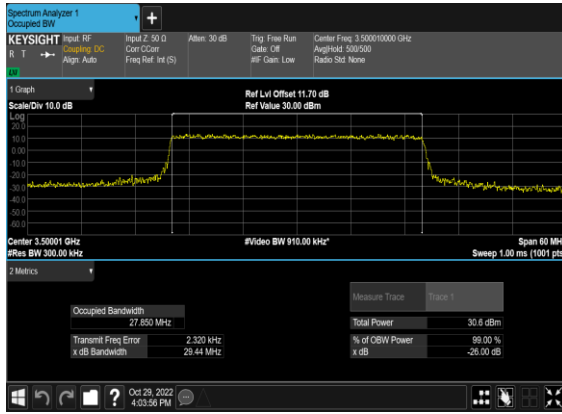 Spectrum Analyzer 1
Occupied BW
+
KEYSIGHT
R T
LXI
Input: RF
Coupling: DC
Align: Auto
Input Z: 50 Ω
Corr CCorr
Freq Ref: Int (S)
Atten: 30 dB
Trig: Free Run
Gate: Off
#IF Gain: Low
Center Freq: 3.500010000 GHz
Avg|Hold: 500/500
Radio Std: None
1 Graph
Scale/Div 10.0 dB
Ref Lvl Offset 11.70 dB
Ref Value 30.00 dBm
Log
20.0
10.0
0.00
-10.0
-20.0
-30.0
-40.0
-50.0
-60.0
Center 3.50001 GHz
#Res BW 300.00 kHz
#Video BW 910.00 kHz*
Span 60 MH
Sweep 1.00 ms (1001 pts
2 Metrics
Measure Trace Trace 1
Occupied Bandwidth
27.850 MHz
Total Power 30.6 dBm
Transmit Freq Error 2.320 kHz
% of OBW Power 99.00 %
x dB Bandwidth 29.44 MHz
x dB -26.00 dB
?
Oct 29, 2022
4:03:56 PM